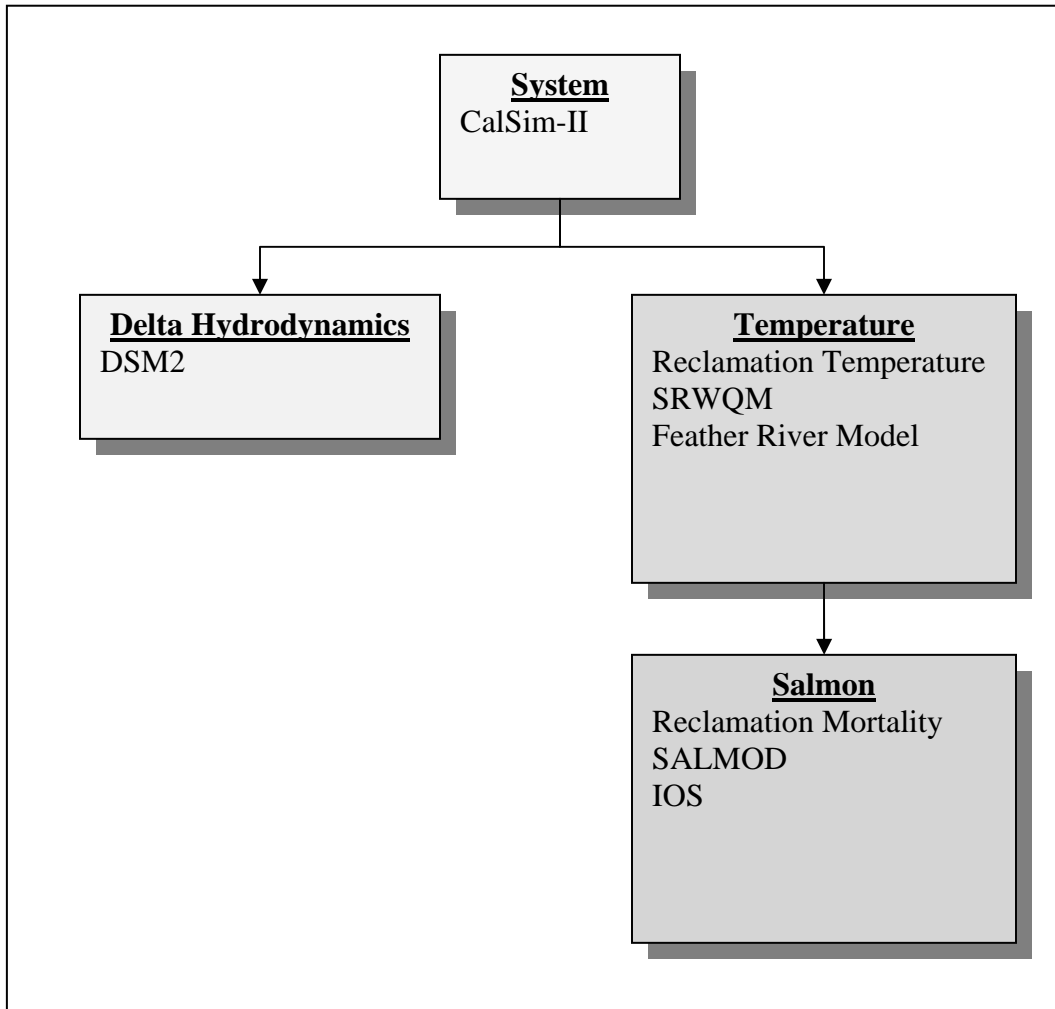 System
CalSim-II
Delta Hydrodynamics
DSM2
Temperature
Reclamation Temperature
SRWQM
Feather River Model
Salmon
Reclamation Mortality
SALMOD
IOS